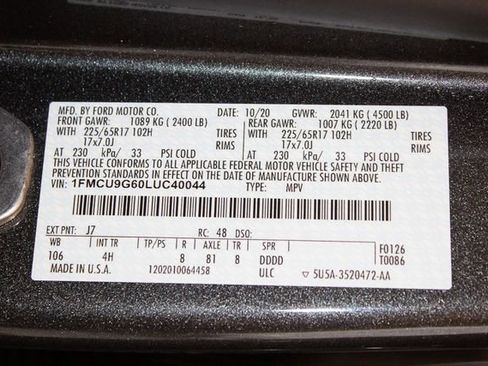 MFD. BY FORD MOTOR CO. 10/20 GVWR: 2041 KG ( 4500 LB)
FRONT GAWR: 1089 KG ( 2400 LB) REAR GAWR: 1007 KG ( 2220 LB)
WITH 225/65R17 102H TIRES WITH 225/65R17 102H TIRES
17x7.0J RIMS 17x7.0J RIMS
AT 230 kPa/ 33 PSI COLD AT 230 kPa/ 33 PSI COLD
THIS VEHICLE CONFORMS TO ALL APPLICABLE FEDERAL MOTOR VEHICLE SAFETY AND THEFT
PREVENTION STANDARDS IN EFFECT ON THE DATE OF MANUFACTURE SHOWN ABOVE.
VIN: 1FMCU9G60LUC40044 TYPE: MPV
EXT PNT: J7 RC: 48 DSO:
WB INT TR TP/PS R AXLE TR SPR F0126
106 4H 8 81 8 DDDD T0086
MADE IN U.S.A. 1202010064458 ULC ▽ 5U5A-3520472-AA